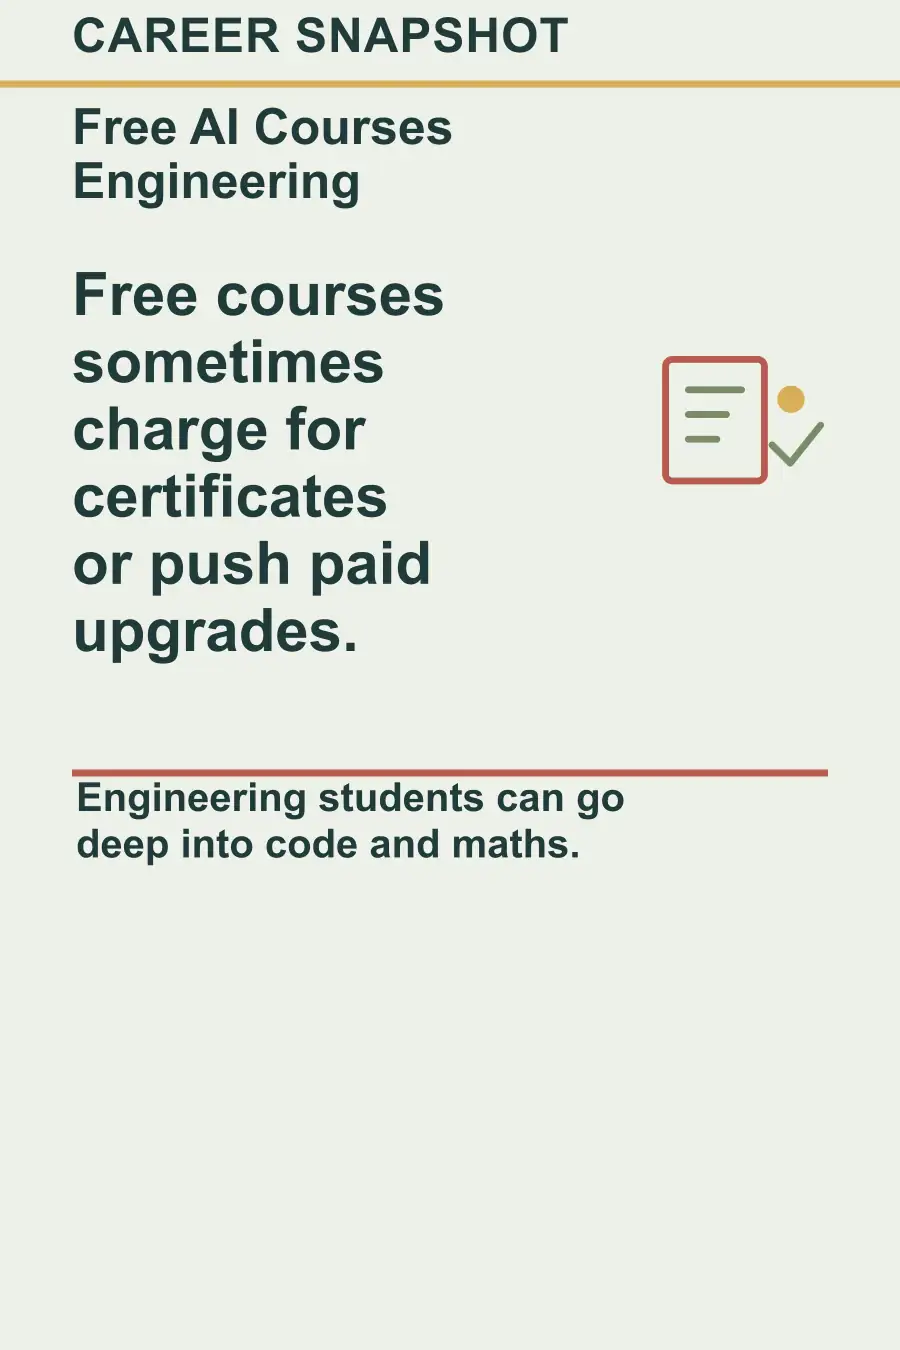 CAREER SNAPSHOT
Free AI Courses
Engineering
Free courses
sometimes
charge for
certificates
or push paid
upgrades.
Engineering students can go
deep into code and maths.